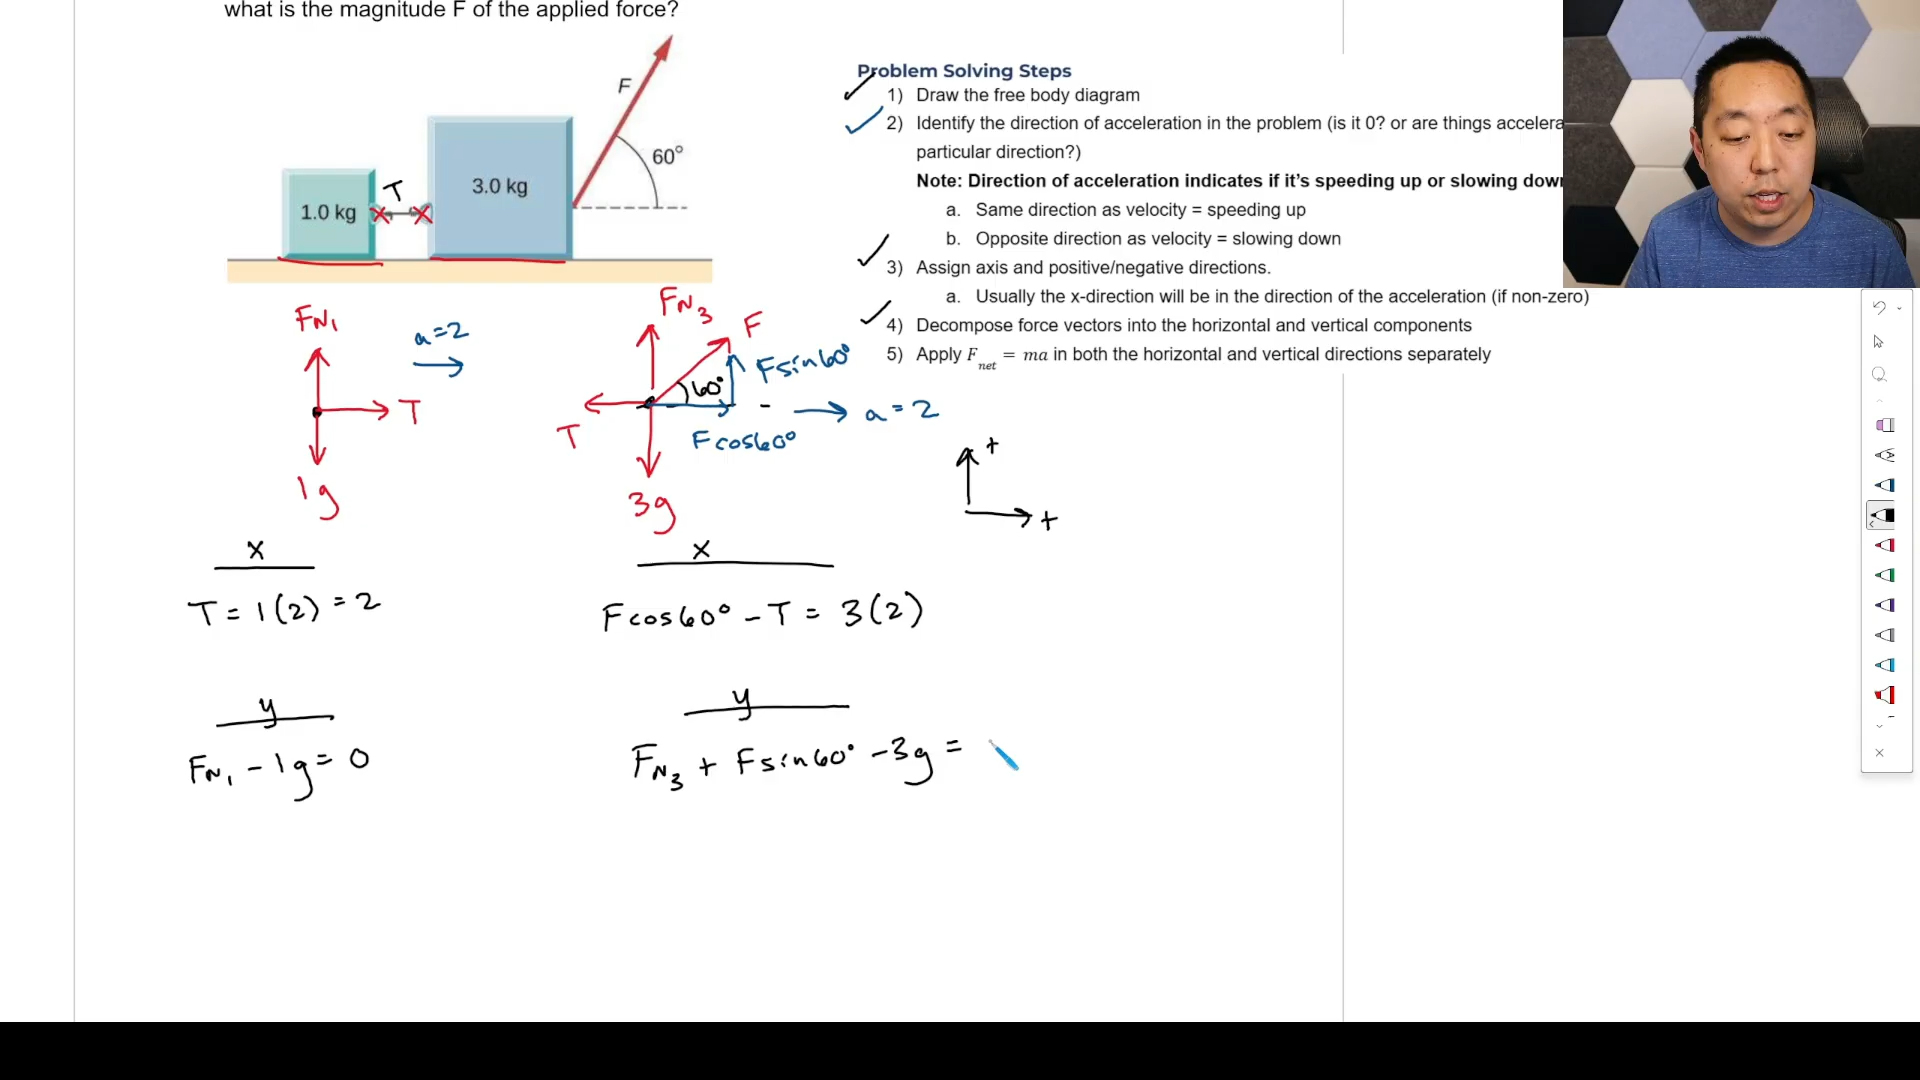 what is the magnitude F of the applied force?
F
60°
T
3.0 kg
1.0 kg
Problem Solving Steps
1) Draw the free body diagram
2) Identify the direction of acceleration in the problem (is it 0? or are things accelera
particular direction?)
Note: Direction of acceleration indicates if it's speeding up or slowing down
a. Same direction as velocity = speeding up
b. Opposite direction as velocity = slowing down
3) Assign axis and positive/negative directions.
a. Usually the x-direction will be in the direction of the acceleration (if non-zero)
4) Decompose force vectors into the horizontal and vertical components
5) Apply F_net = ma in both the horizontal and vertical directions separately
FN₁
a=2
T
1g
FN₃
F
Fsin60°
60°
a=2
T
Fcos60°
3g
+
+
x
T = 1(2) = 2
x
Fcos60° - T = 3(2)
y
FN₁ - 1g = 0
y
FN₃ + Fsin60° - 3g =